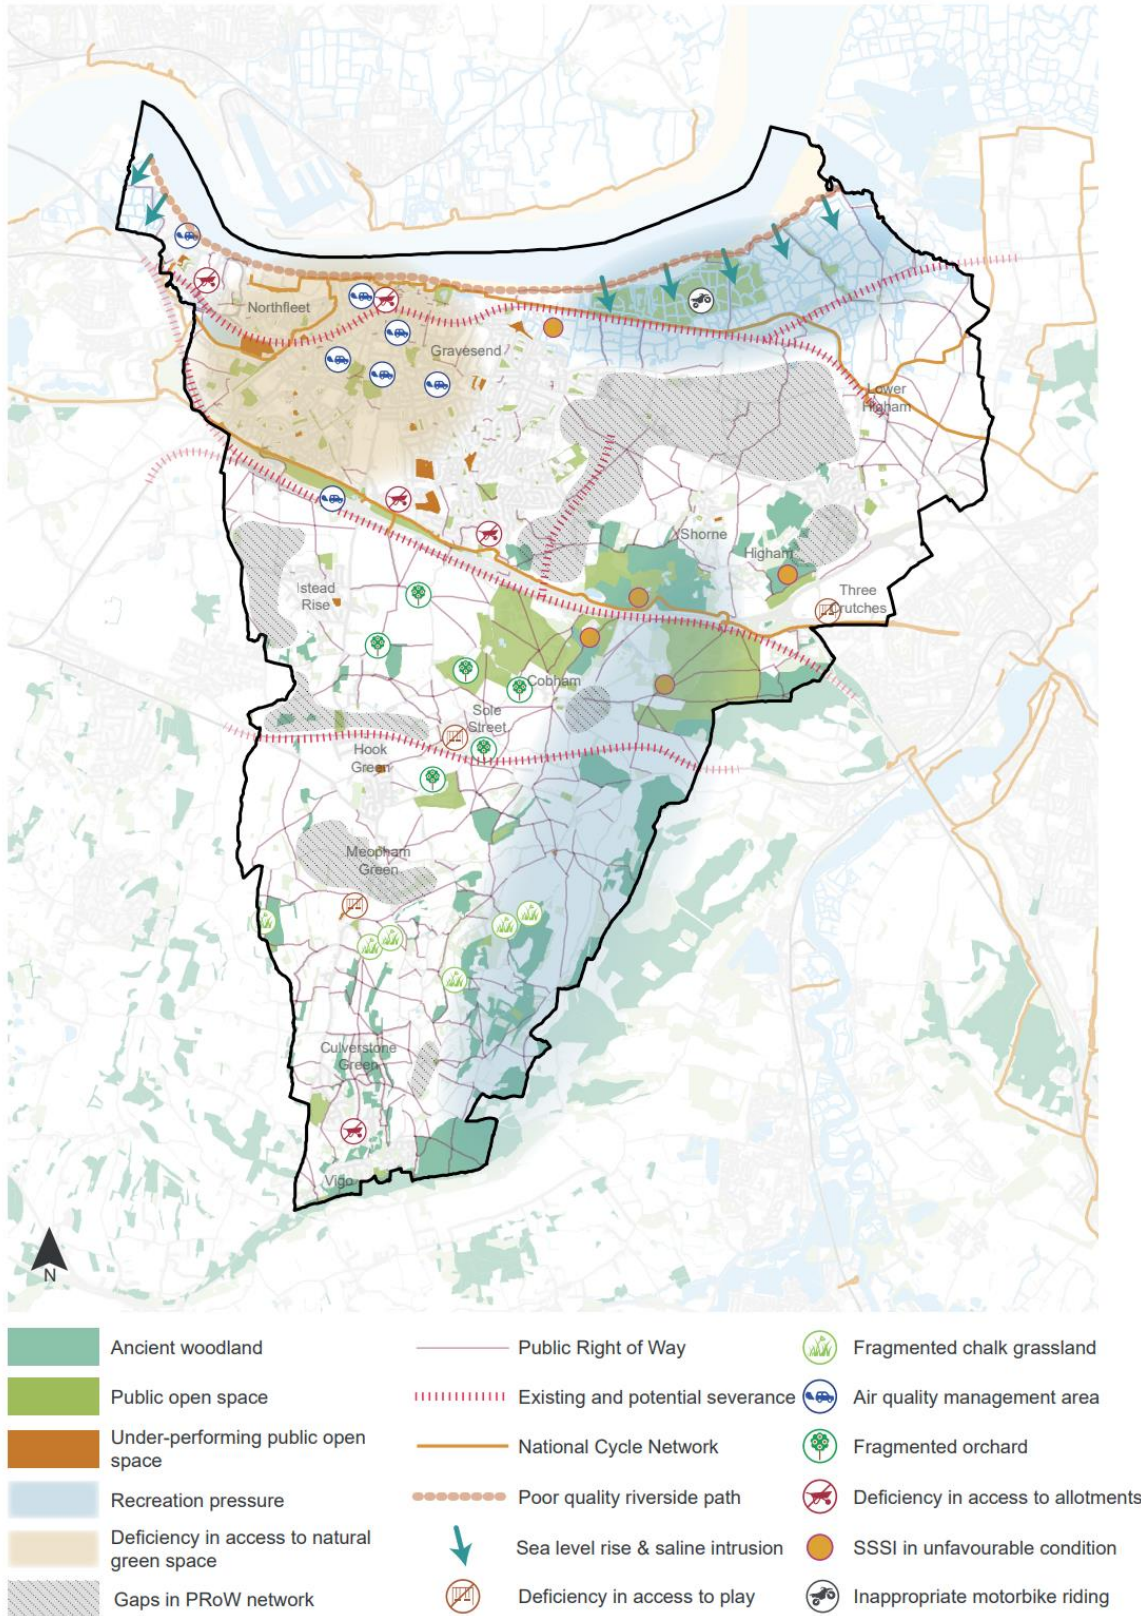 Northfleet
Gravesend
Lower
Higham
Shorne
Higham
Three
Crutches
Istead
Rise
Cobham
Sole
Street
Hook
Green
Meopham
Green
Culverstone
Green
Vigo
N
Ancient woodland
Public open space
Under-performing public open
space
Recreation pressure
Deficiency in access to natural
green space
Gaps in PRoW network
Public Right of Way
Existing and potential severance
National Cycle Network
Poor quality riverside path
Sea level rise & saline intrusion
Deficiency in access to play
Fragmented chalk grassland
Air quality management area
Fragmented orchard
Deficiency in access to allotments
SSSI in unfavourable condition
Inappropriate motorbike riding